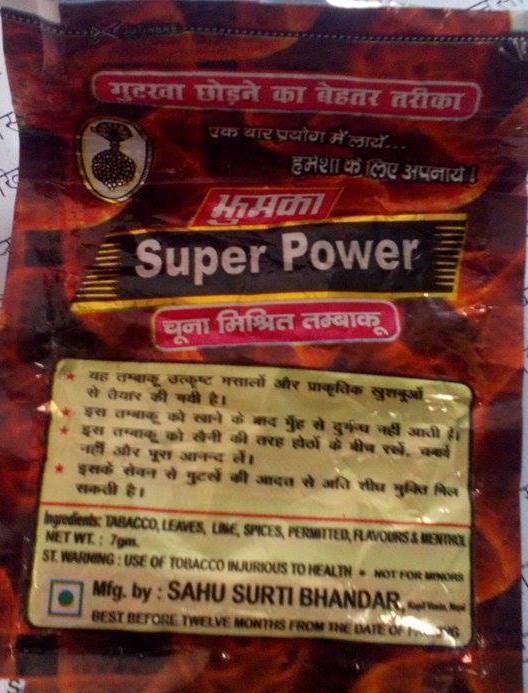 गुटखा छोड़ने का बेहतर तरीका
एक बार प्रयोग में लायें...
हमेशा के लिए अपनायें !
झुमका
Super Power
चूना मिश्रित तम्बाकू
★ यह तम्बाकू उत्कृष्ट मसालों और प्राकृतिक खुशबूओं
से तैयार की गयी है।
★ इस तम्बाकू को खाने के बाद मुँह से दुर्गन्ध नहीं आती है।
★ इस तम्बाकू को खैनी की तरह होठों के बीच रखें, चबायें
नहीं और पूरा आनन्द लें।
★ इसके सेवन से गुटखें की आदत से अति शीघ्र मुक्ति मिल
सकती है।
Ingredients: TABACCO, LEAVES, LINE, SPICES, PERMITTED, FLAVOURS & MENTHOL
NET WT. : 7gm.
ST. WARNING : USE OF TOBACCO INJURIOUS TO HEALTH • NOT FOR MINORS
Mfg. by : SAHU SURTI BHANDAR,
BEST BEFORE TWELVE MONTHS FROM THE DATE OF PACKING